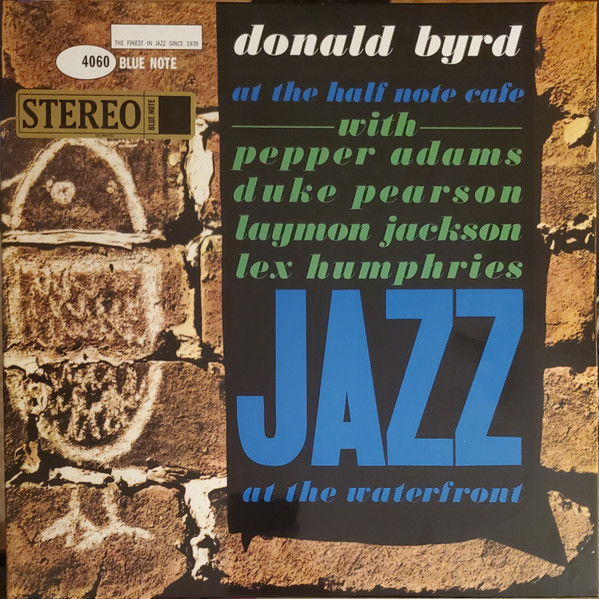 THE FINEST IN JAZZ SINCE 1939
4060 BLUE NOTE
STEREO
BLUE NOTE
donald byrd
at the half note cafe
with
pepper adams
duke pearson
laymon jackson
lex humphries
JAZZ
at the waterfront